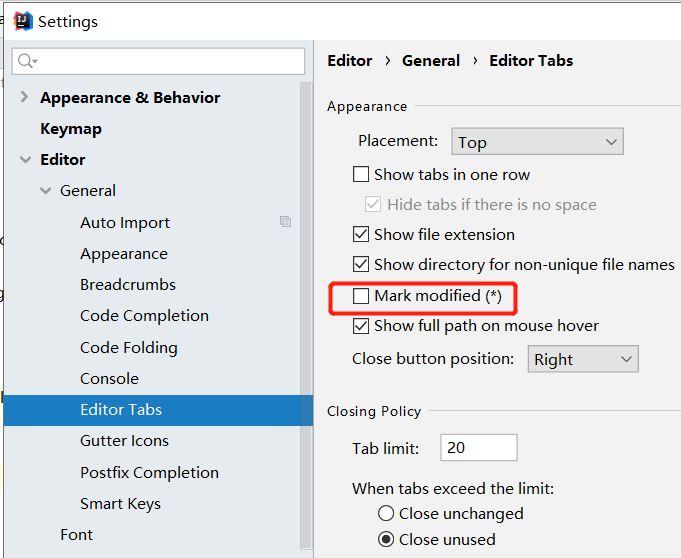 Settings
Appearance & Behavior
Keymap
Editor
General
Auto Import
Appearance
Breadcrumbs
Code Completion
Code Folding
Console
Editor Tabs
Gutter Icons
Postfix Completion
Smart Keys
Font
Editor › General › Editor Tabs
Appearance
Placement: Top
Show tabs in one row
Hide tabs if there is no space
Show file extension
Show directory for non-unique file names
Mark modified (*)
Show full path on mouse hover
Close button position: Right
Closing Policy
Tab limit: 20
When tabs exceed the limit:
Close unchanged
Close unused